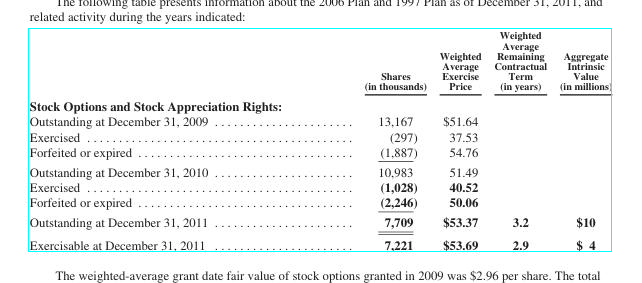 The following table presents information about the 2006 Plan and 1997 Plan as of December 31, 2011, and
related activity during the years indicated:
Shares (in thousands) Weighted Average Exercise Price Weighted Average Remaining Contractual Term (in years) Aggregate Intrinsic Value (in millions)
Stock Options and Stock Appreciation Rights:
Outstanding at December 31, 2009 ...................... 13,167 $51.64
Exercised .......................................... (297) 37.53
Forfeited or expired .................................. (1,887) 54.76
Outstanding at December 31, 2010 ...................... 10,983 51.49
Exercised .......................................... (1,028) 40.52
Forfeited or expired .................................. (2,246) 50.06
Outstanding at December 31, 2011 ...................... 7,709 $53.37 3.2 $10
Exercisable at December 31, 2011 ...................... 7,221 $53.69 2.9 $ 4
The weighted-average grant date fair value of stock options granted in 2009 was $2.96 per share. The total